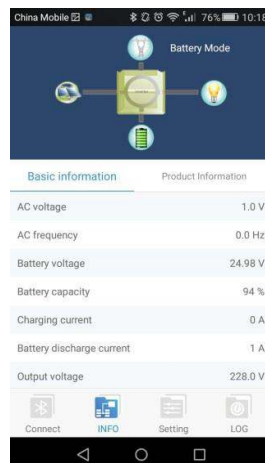 China Mobile 76% 10:18
Battery Mode
Basic information Product Information
AC voltage 1.0 V
AC frequency 0.0 Hz
Battery voltage 24.98 V
Battery capacity 94 %
Charging current 0 A
Battery discharge current 1 A
Output voltage 228.0 V
Connect INFO Setting LOG